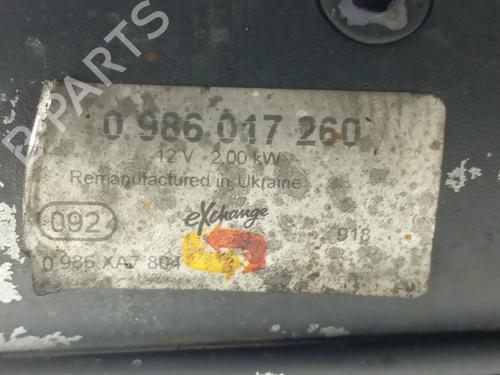 0 986 017 260
12 V 2.00 kW
Remanufactured in Ukraine
eXchange
092
918
0 986 XA7 804
B-PARTS